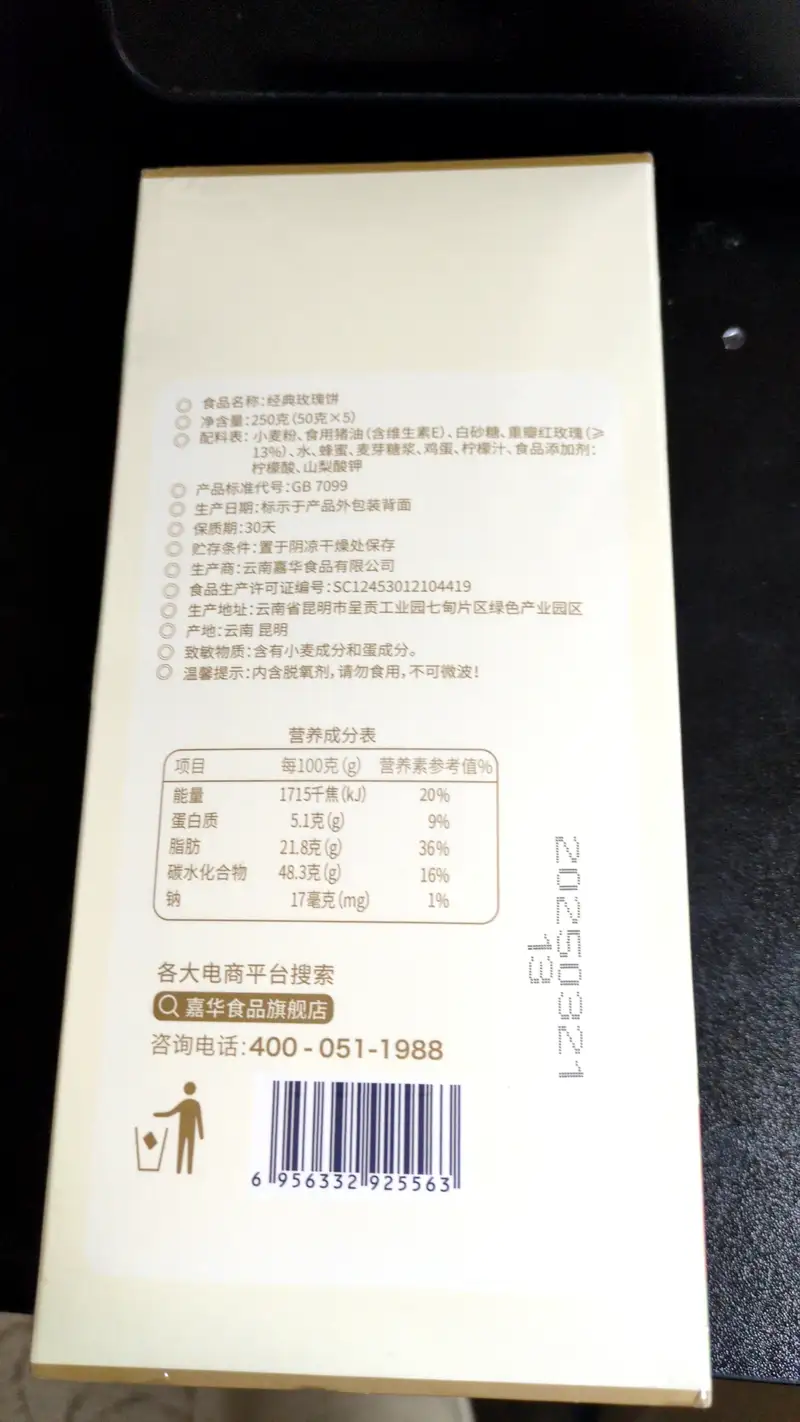 食品名称:经典玫瑰饼
净含量:250克(50克×5)
配料表:小麦粉、食用猪油(含维生素E)、白砂糖、重瓣红玫瑰(≥
13%)、水、蜂蜜、麦芽糖浆、鸡蛋、柠檬汁、食品添加剂:
柠檬酸、山梨酸钾
产品标准代号:GB 7099
生产日期:标示于产品外包装背面
保质期:30天
贮存条件:置于阴凉干燥处保存
生产商:云南嘉华食品有限公司
食品生产许可证编号:SC12453012104419
生产地址:云南省昆明市呈贡工业园七甸片区绿色产业园区
产地:云南 昆明
致敏物质:含有小麦成分和蛋成分。
温馨提示:内含脱氧剂,请勿食用,不可微波!
营养成分表
项目 每100克(g) 营养素参考值%
能量 1715千焦(kJ) 20%
蛋白质 5.1克(g) 9%
脂肪 21.8克(g) 36%
碳水化合物 48.3克(g) 16%
钠 17毫克(mg) 1%
20250321
13
各大电商平台搜索
嘉华食品旗舰店
咨询电话:400-051-1988
6 956332 925563